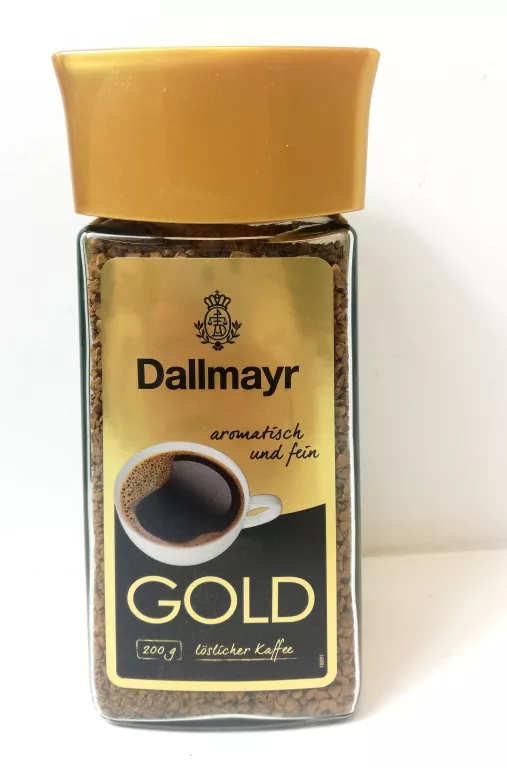 Dallmayr
aromatisch
und fein
GOLD
200 g löslicher Kaffee